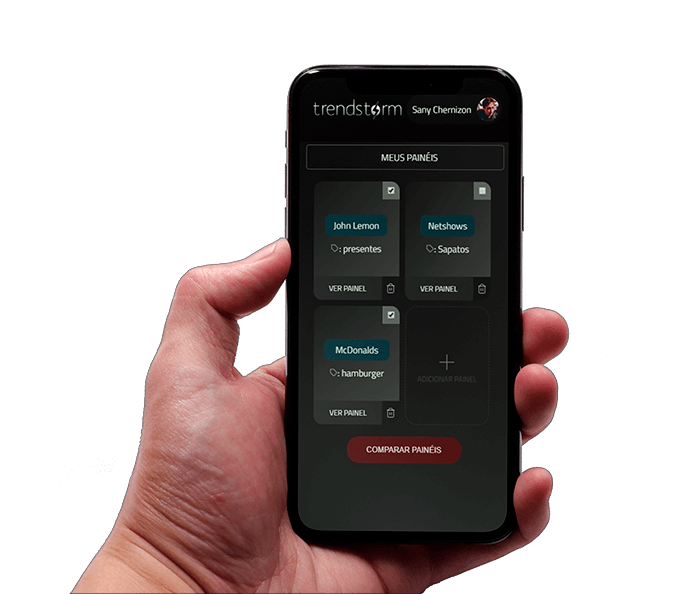 trendstorm
Sany Chernizon
MEUS PAINÉIS
John Lemon
: presentes
VER PAINEL
Netshows
: Sapatos
VER PAINEL
McDonalds
: hamburger
VER PAINEL
ADICIONAR PAINEL
COMPARAR PAINÉIS